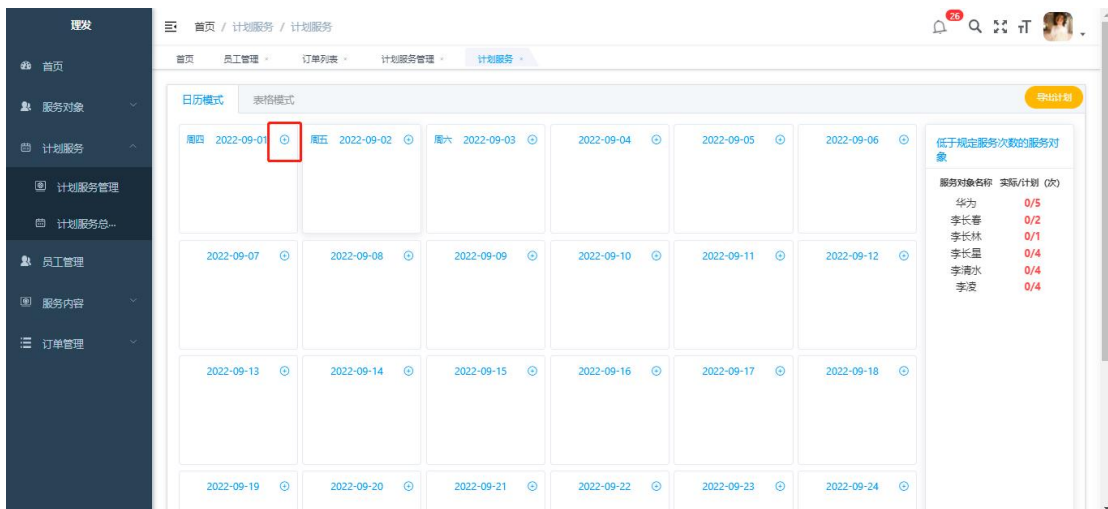 理发
首页 / 计划服务 / 计划服务
26
首页 员工管理 订单列表 计划服务管理 计划服务
首页
服务对象
计划服务
计划服务管理
计划服务总...
员工管理
服务内容
订单管理
日历模式 表格模式
导出计划
周四 2022-09-01 周五 2022-09-02 周六 2022-09-03 2022-09-04 2022-09-05 2022-09-06
2022-09-07 2022-09-08 2022-09-09 2022-09-10 2022-09-11 2022-09-12
2022-09-13 2022-09-14 2022-09-15 2022-09-16 2022-09-17 2022-09-18
2022-09-19 2022-09-20 2022-09-21 2022-09-22 2022-09-23 2022-09-24
低于规定服务次数的服务对
象
服务对象名称 实际/计划 (次)
华为 0/5
李长春 0/2
李长林 0/1
李长星 0/4
李清水 0/4
李凌 0/4